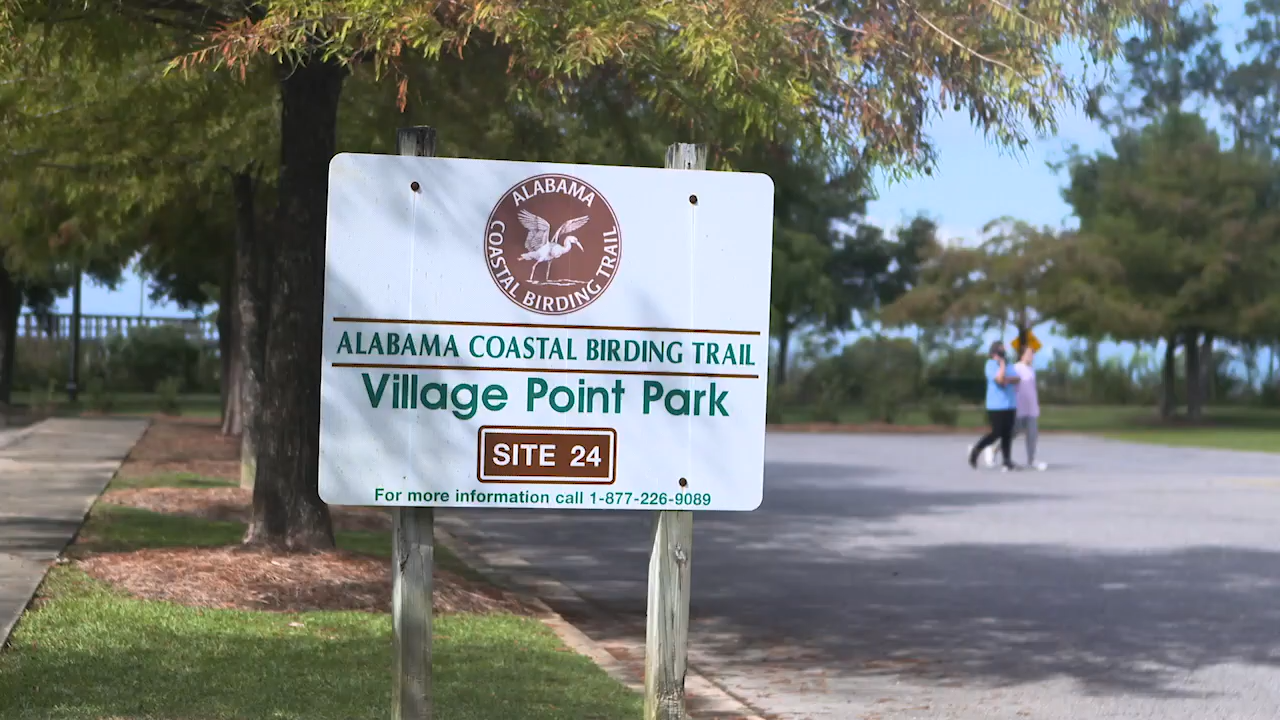 ALABAMA
COASTAL BIRDING TRAIL
ALABAMA COASTAL BIRDING TRAIL
Village Point Park
SITE 24
For more information call 1-877-226-9089